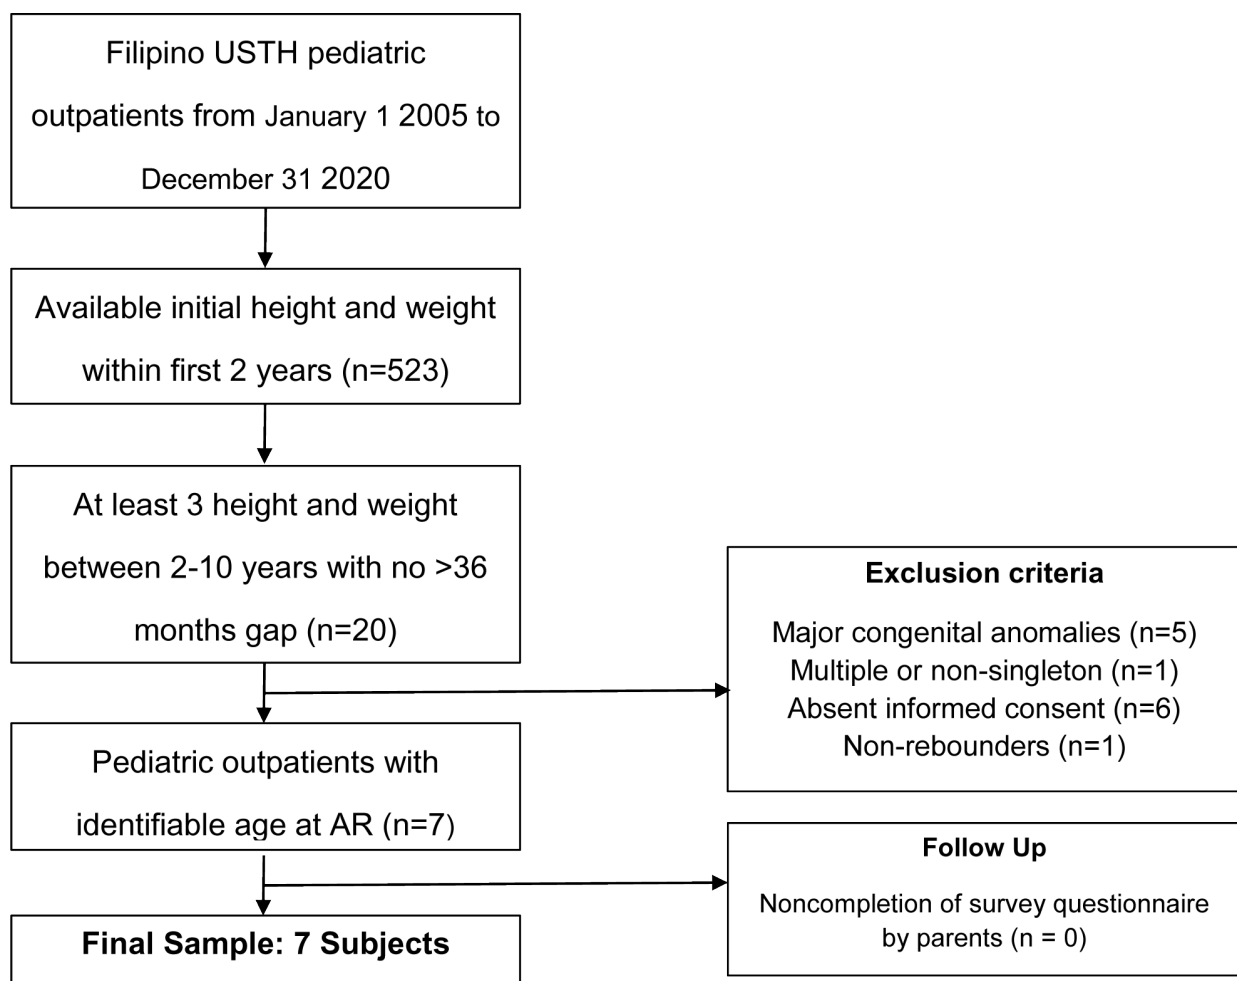 Filipino USTH pediatric
outpatients from January 1 2005 to
December 31 2020
Available initial height and weight
within first 2 years (n=523)
At least 3 height and weight
between 2-10 years with no >36
months gap (n=20)
Exclusion criteria
Major congenital anomalies (n=5)
Multiple or non-singleton (n=1)
Absent informed consent (n=6)
Non-rebounders (n=1)
Pediatric outpatients with
identifiable age at AR (n=7)
Follow Up
Noncompletion of survey questionnaire
by parents (n = 0)
Final Sample: 7 Subjects